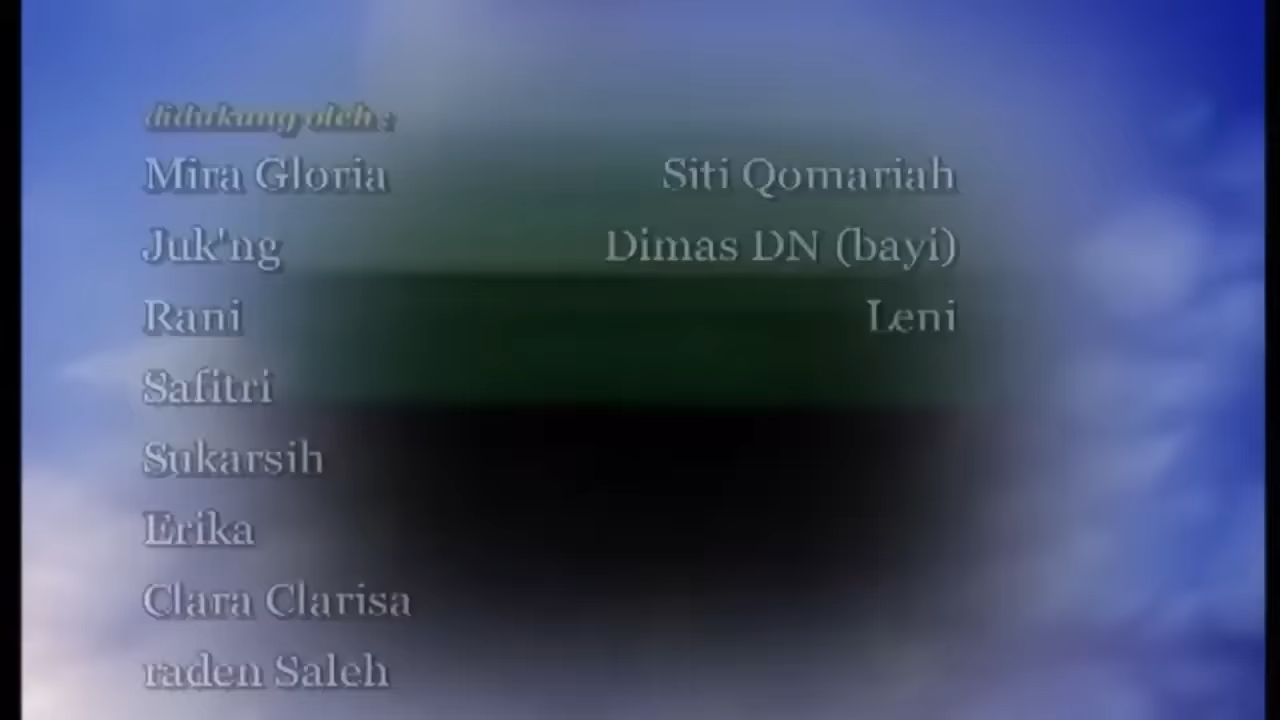 didukung oleh :
Mira Gloria
Juk'ng
Rani
Safitri
Sukarsih
Erika
Clara Clarisa
raden Saleh
Siti Qomariah
Dimas DN (bayi)
Leni